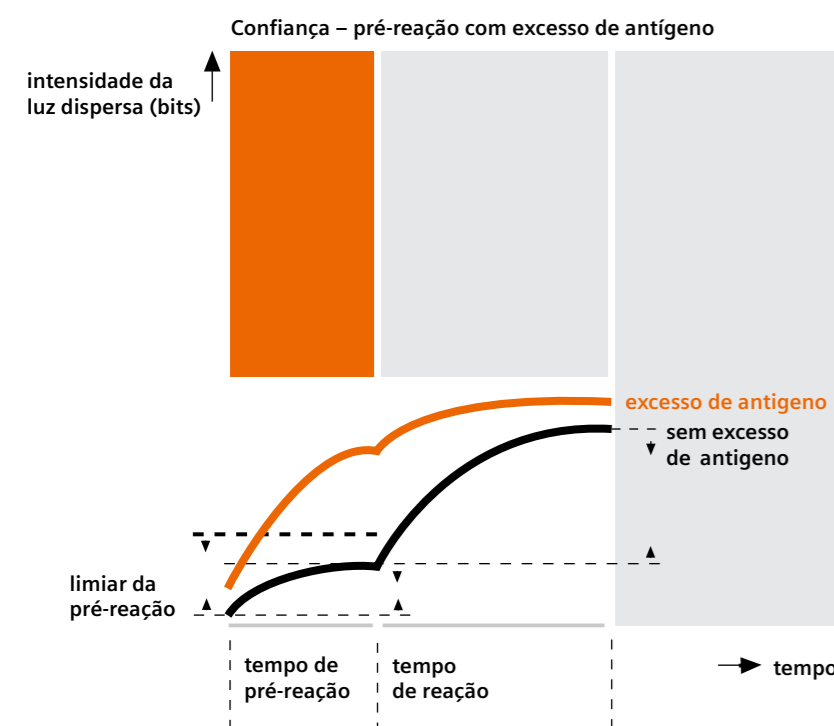 Confiança – pré-reação com excesso de antígeno
intensidade da
luz dispersa (bits)
excesso de antigeno
sem excesso
de antigeno
limiar da
pré-reação
tempo de
pré-reação
tempo
de reação
tempo